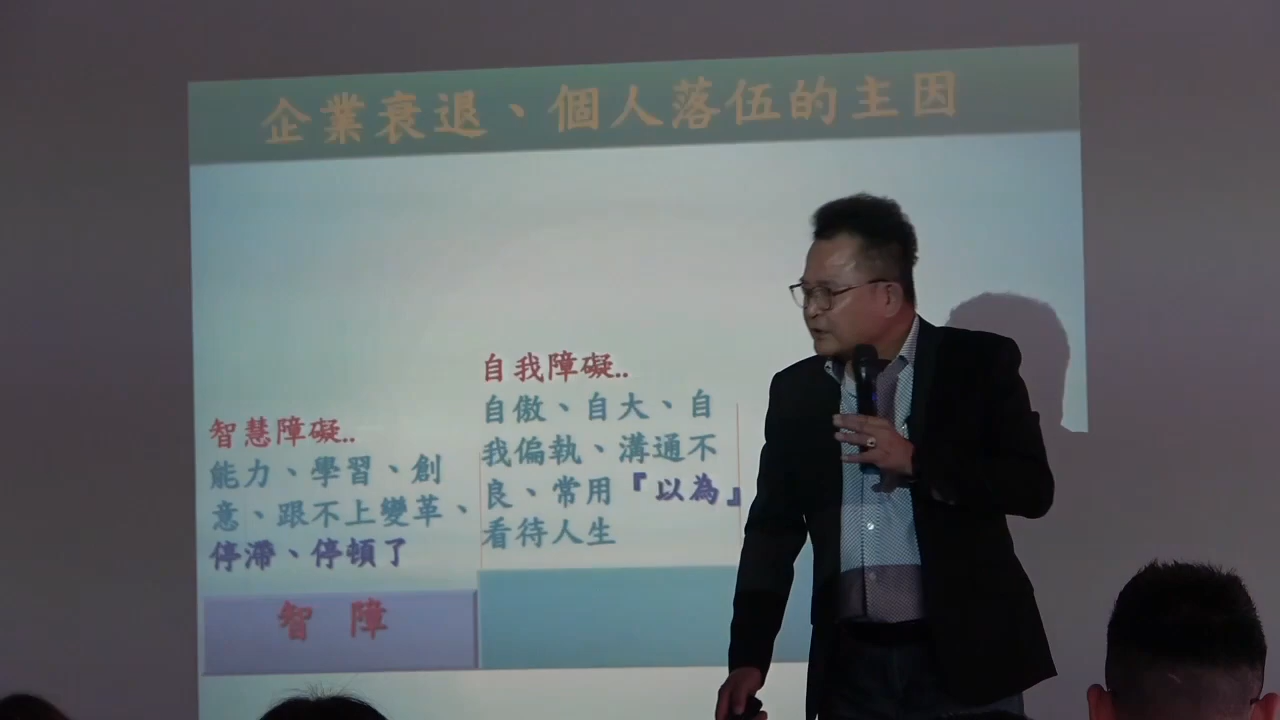 企業衰退、個人落伍的主因
智慧障礙..
能力、學習、創
意、跟不上變革、
停滯、停頓了
智 障
自我障礙..
自傲、自大、自
我偏執、溝通不
良、常用『以為』
看待人生